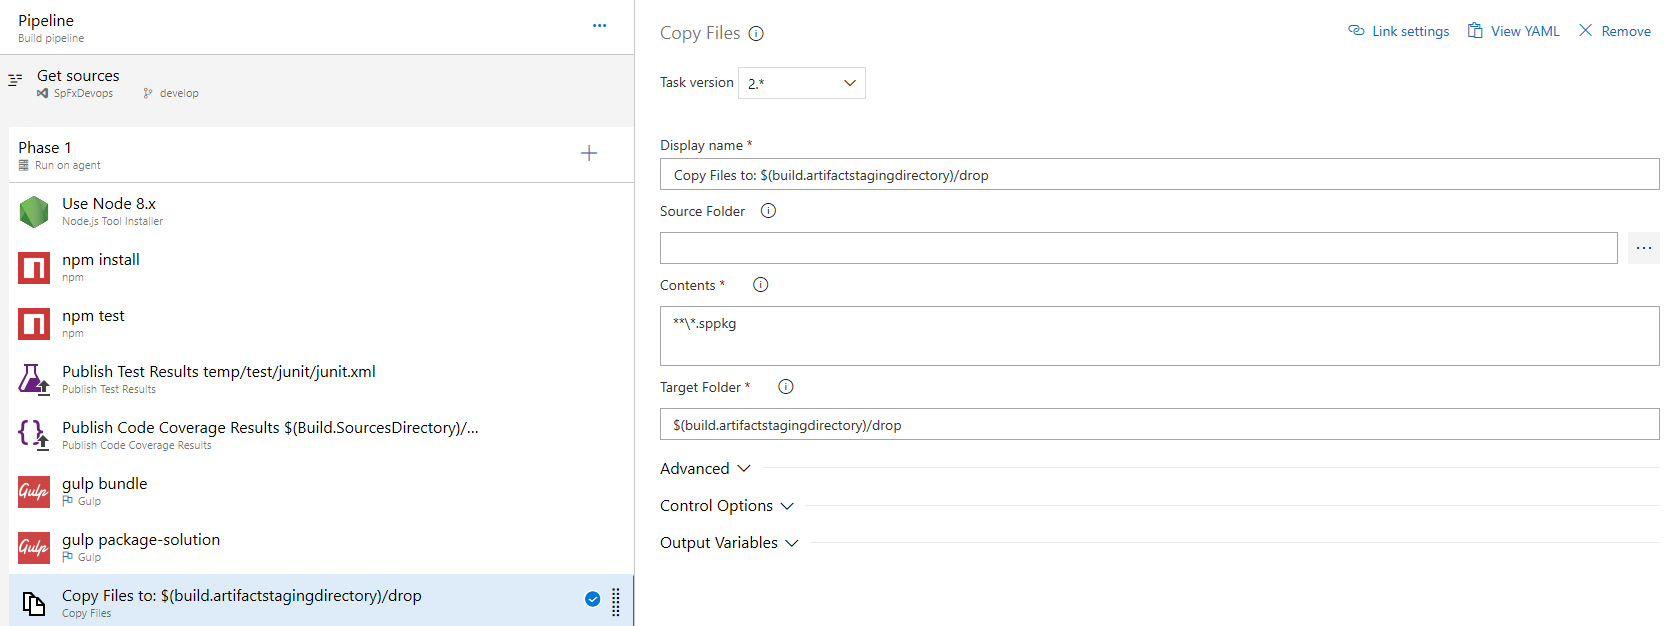 Pipeline
Build pipeline
Get sources
SpFxDevops
develop
Phase 1
Run on agent
Use Node 8.x
Node.js Tool Installer
npm install
npm
npm test
npm
Publish Test Results temp/test/junit/junit.xml
Publish Test Results
Publish Code Coverage Results $(Build.SourcesDirectory)/...
Publish Code Coverage Results
Gulp
gulp bundle
Gulp
Gulp
gulp package-solution
Gulp
Copy Files to: $(build.artifactstagingdirectory)/drop
Copy Files
Copy Files
Link settings
View YAML
Remove
Task version
2.*
Display name *
Copy Files to: $(build.artifactstagingdirectory)/drop
Source Folder
Contents *
**\*.sppkg
Target Folder *
$(build.artifactstagingdirectory)/drop
Advanced
Control Options
Output Variables